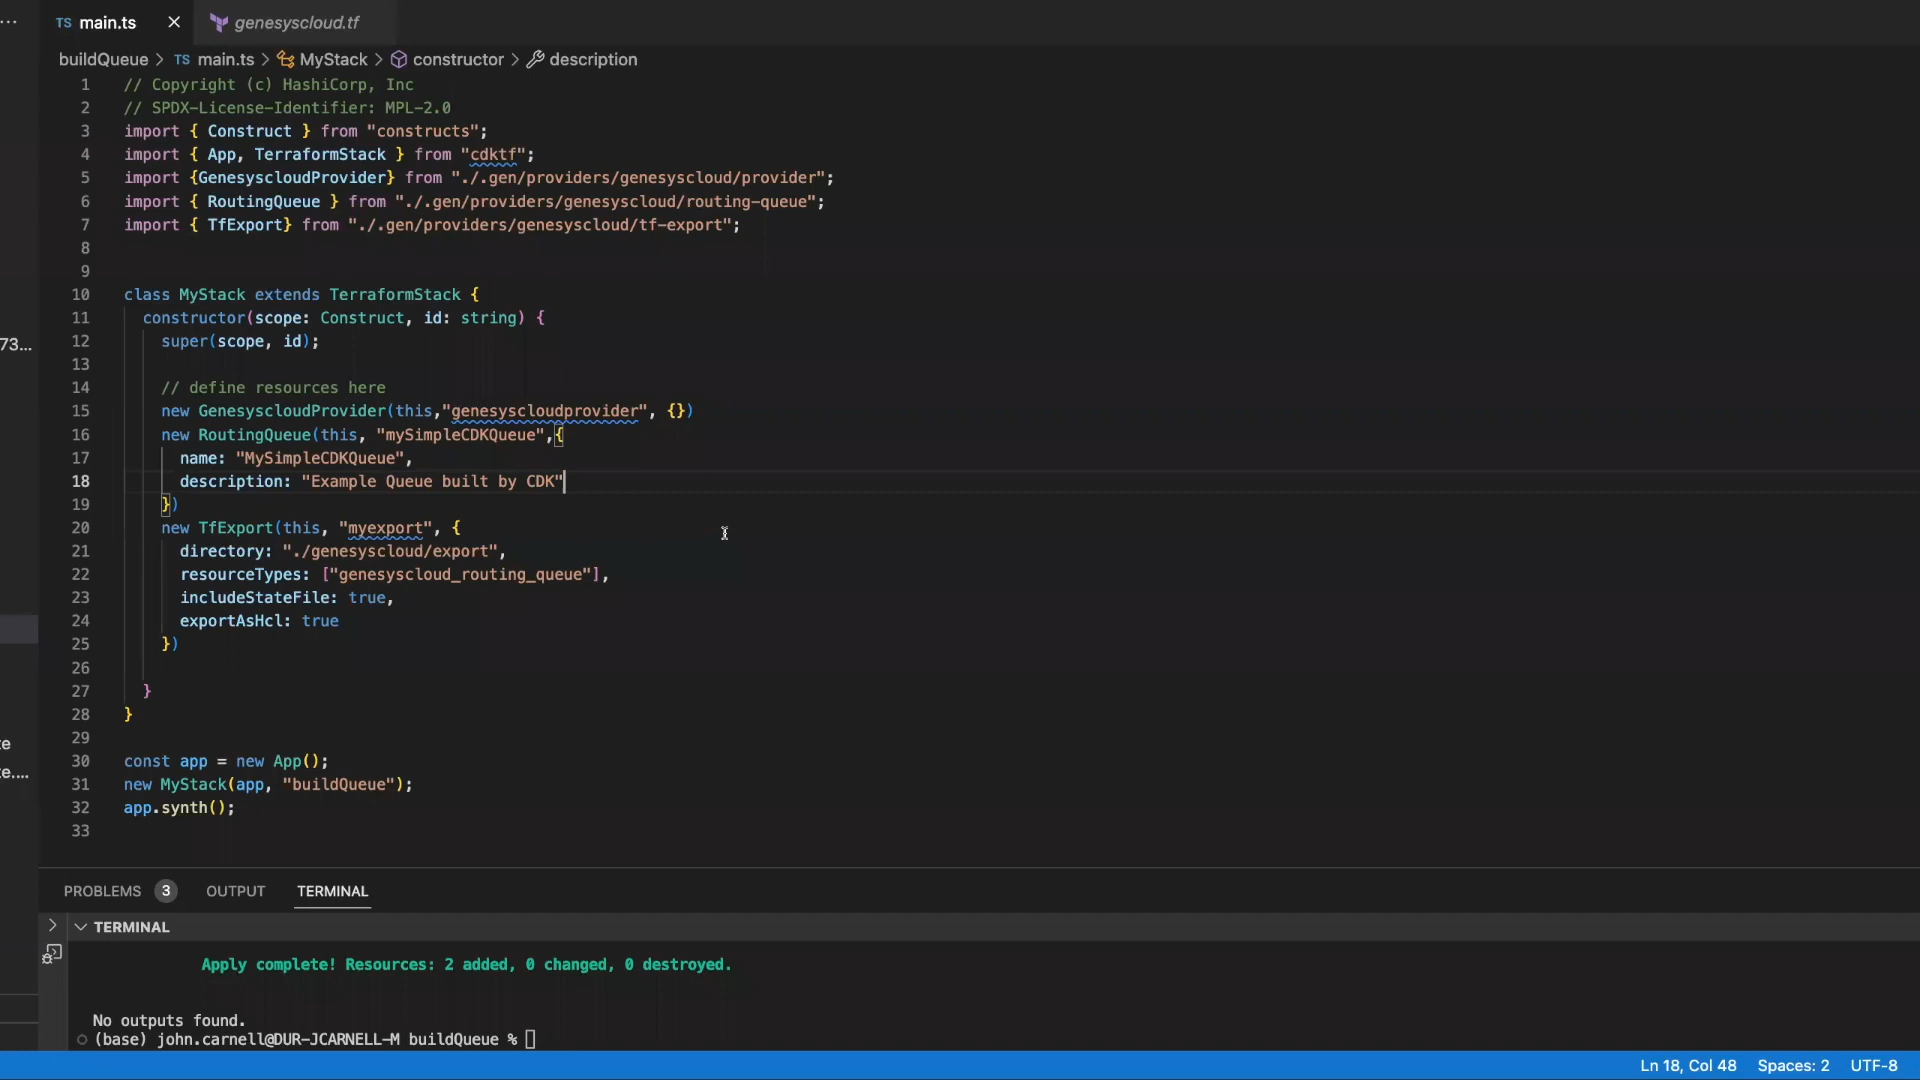 ... TS main.ts × genesyscloud.tf
buildQueue > TS main.ts > MyStack > constructor > description
1 // Copyright (c) HashiCorp, Inc
2 // SPDX-License-Identifier: MPL-2.0
3 import { Construct } from "constructs";
4 import { App, TerraformStack } from "cdktf";
5 import {GenesyscloudProvider} from "./.gen/providers/genesyscloud/provider";
6 import { RoutingQueue } from "./.gen/providers/genesyscloud/routing-queue";
7 import { TfExport} from "./.gen/providers/genesyscloud/tf-export";
8
9
10 class MyStack extends TerraformStack {
11 constructor(scope: Construct, id: string) {
12 super(scope, id);
73...
13
14 // define resources here
15 new GenesyscloudProvider(this,"genesyscloudprovider", {})
16 new RoutingQueue(this, "mySimpleCDKQueue",{
17 name: "MySimpleCDKQueue",
18 description: "Example Queue built by CDK"
19 })
20 new TfExport(this, "myexport", {
21 directory: "./genesyscloud/export",
22 resourceTypes: ["genesyscloud_routing_queue"],
23 includeStateFile: true,
24 exportAsHcl: true
25 })
26
27 }
28 }
29
te
30 const app = new App();
te....
31 new MyStack(app, "buildQueue");
32 app.synth();
33
PROBLEMS 3 OUTPUT TERMINAL
TERMINAL
Apply complete! Resources: 2 added, 0 changed, 0 destroyed.
No outputs found.
(base) john.carnell@DUR-JCARNELL-M buildQueue %
Ln 18, Col 48 Spaces: 2 UTF-8